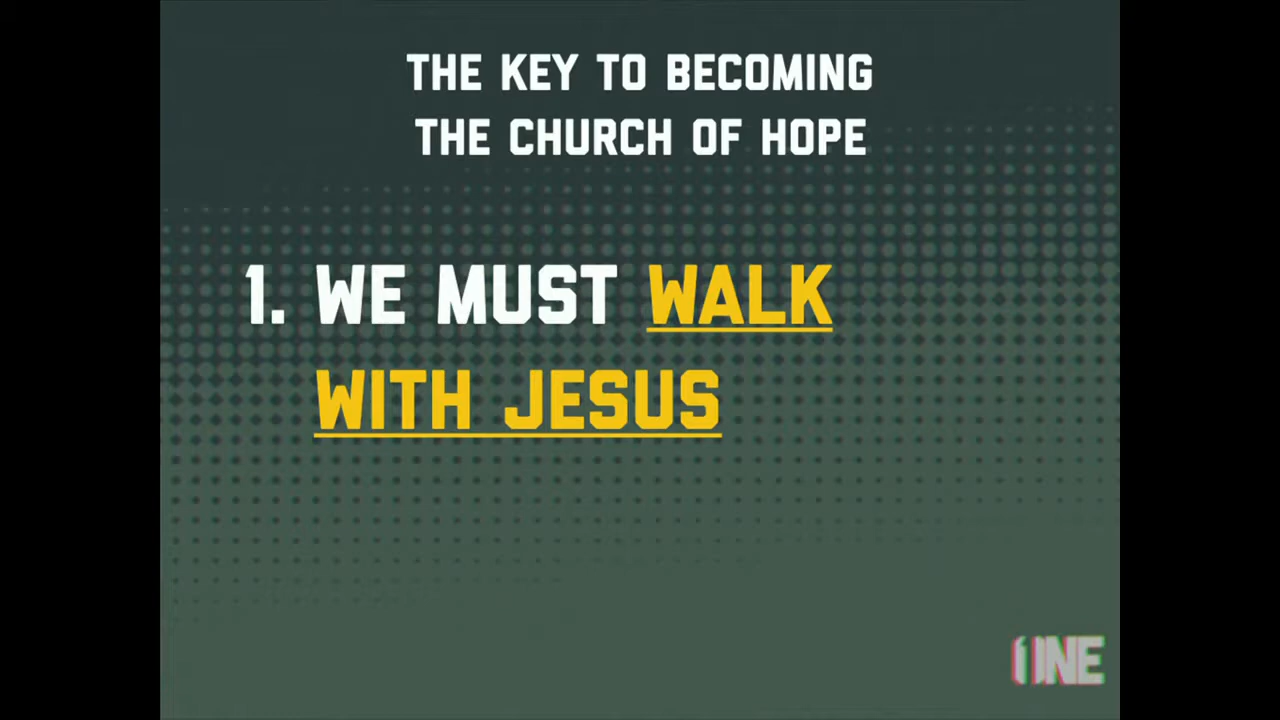 THE KEY TO BECOMING
THE CHURCH OF HOPE
1. WE MUST WALK
WITH JESUS
ONE